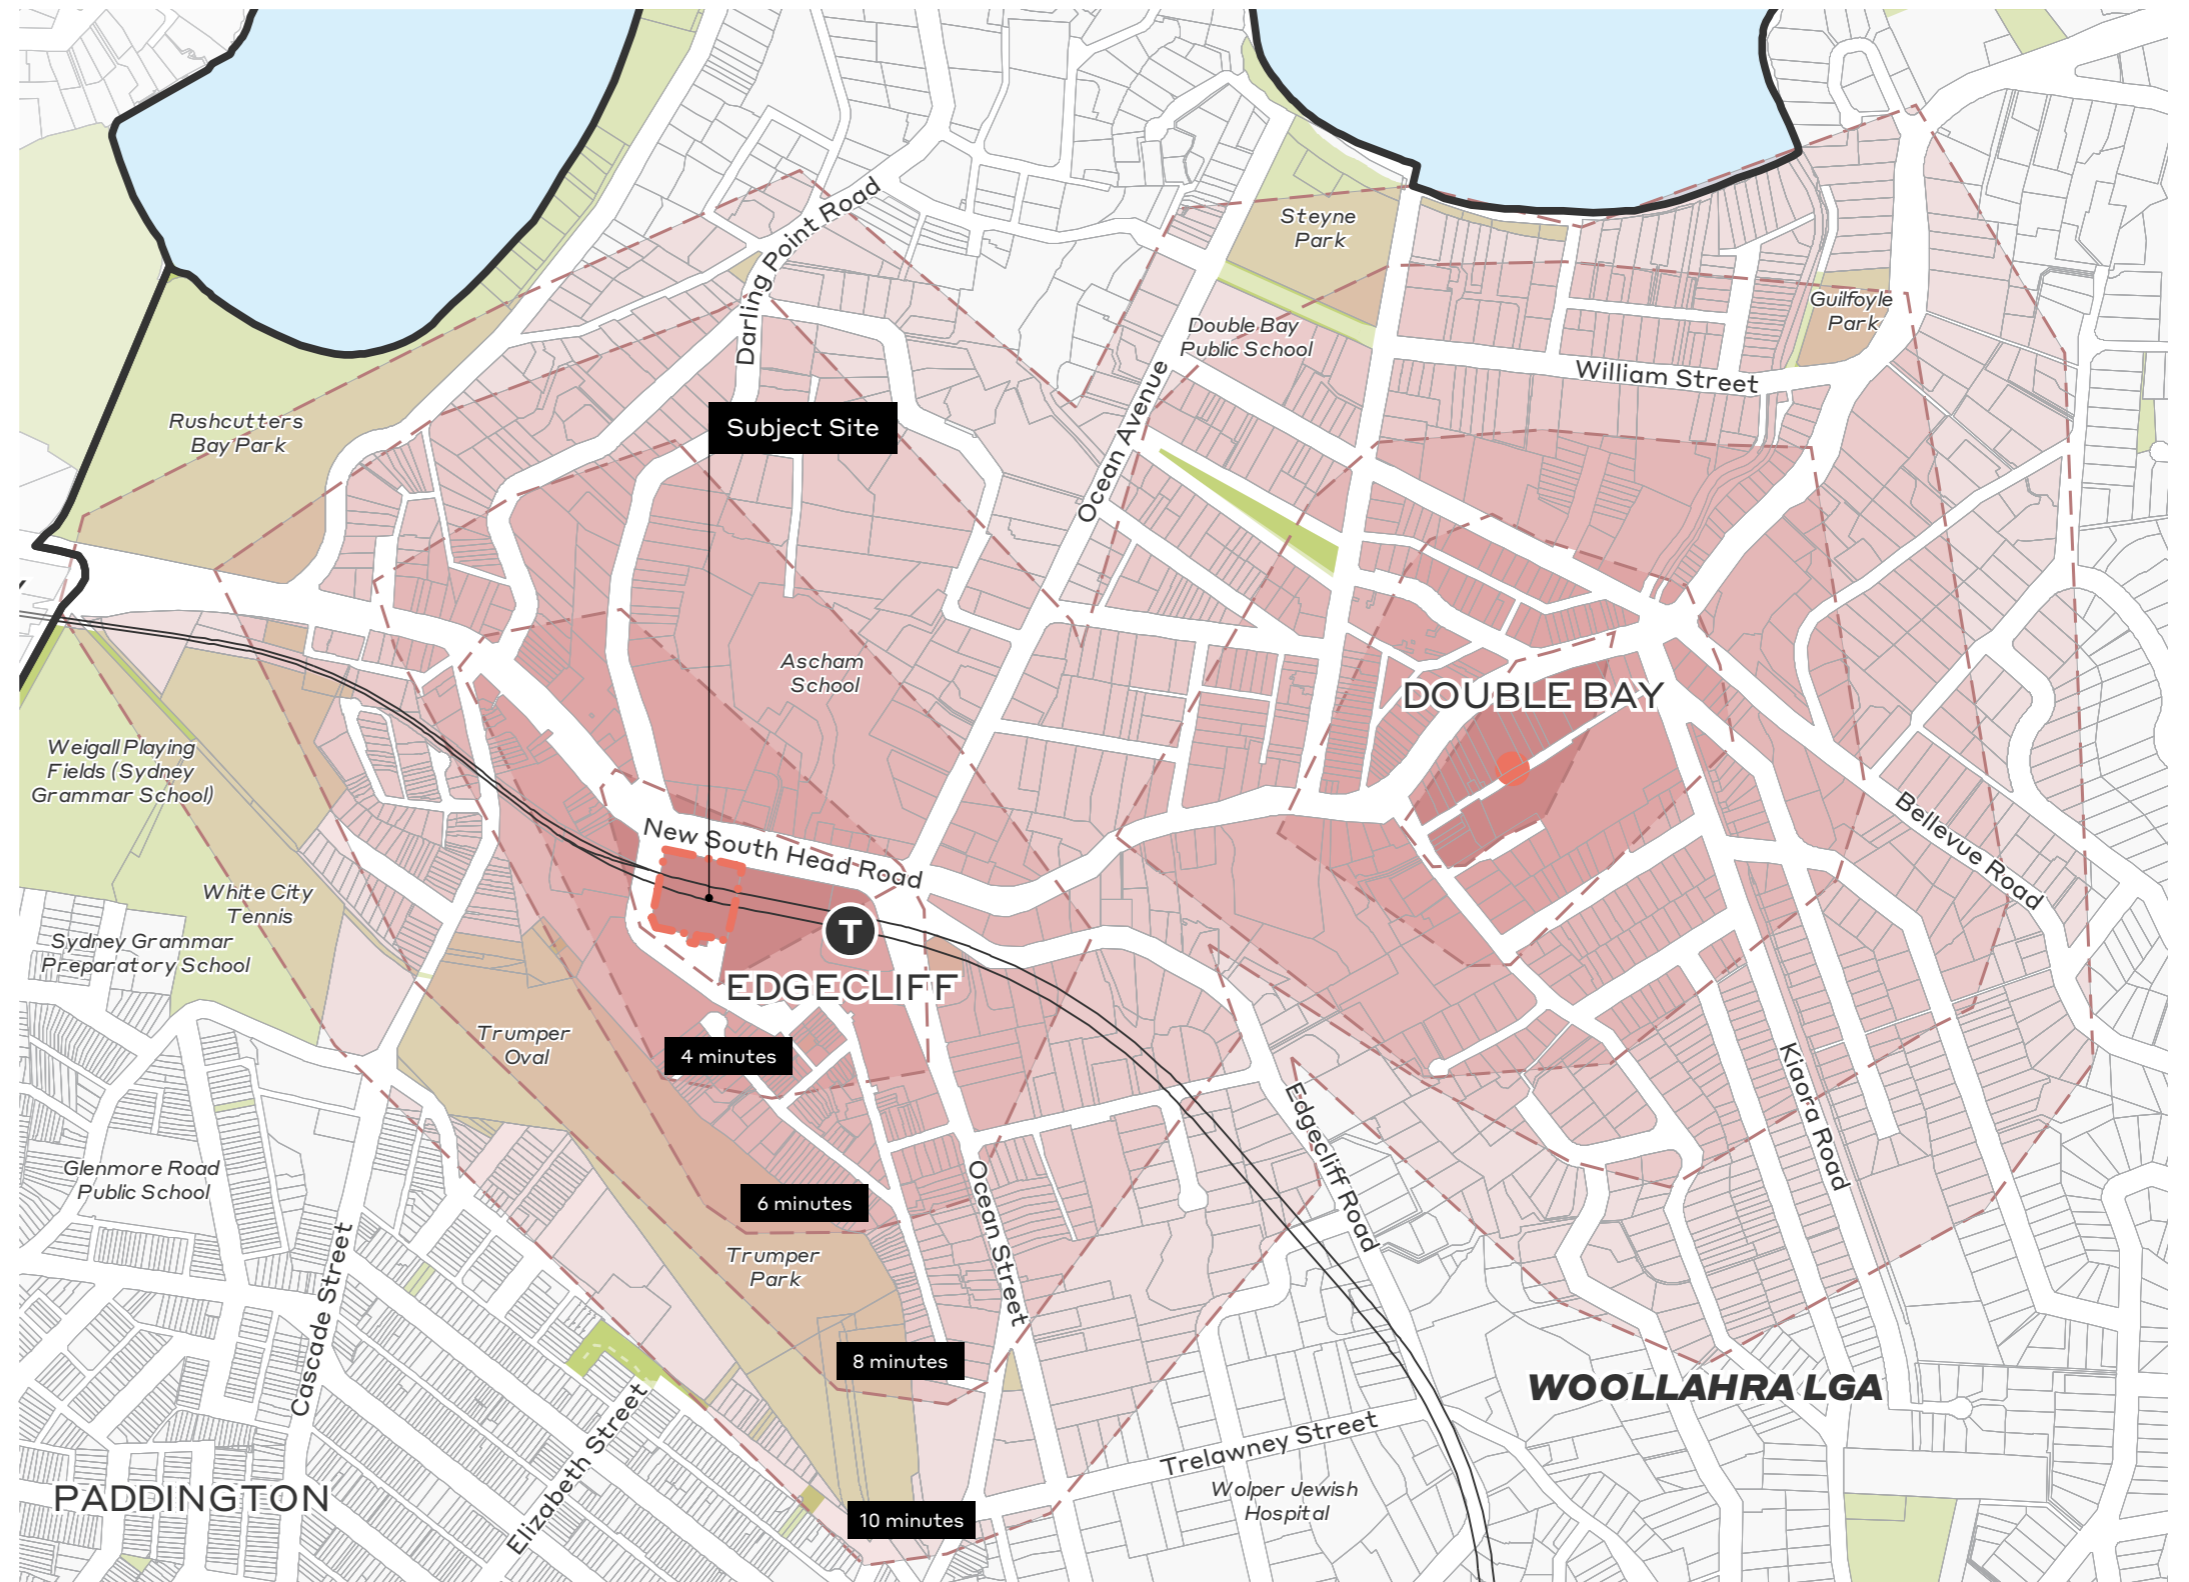 Steyne
Park
Darling Point Road
Guilfoyle
Park
Double Bay
Public School
William Street
Rushcutters
Bay Park
Subject Site
Ocean Avenue
Ascham
School
DOUBLE BAY
Weigall Playing
Fields (Sydney
Grammar School)
New South Head Road
Bellevue Road
White City
Tennis
T
Sydney Grammar
Preparatory School
EDGECLIFF
Trumper
Oval
4 minutes
Kiaora Road
Edgecliff Road
Glenmore Road
Public School
6 minutes
Ocean Street
Trumper
Park
Cascade Street
8 minutes
WOOLLAHRA LGA
Trelawney Street
Elizabeth Street
PADDINGTON
Wolper Jewish
Hospital
10 minutes